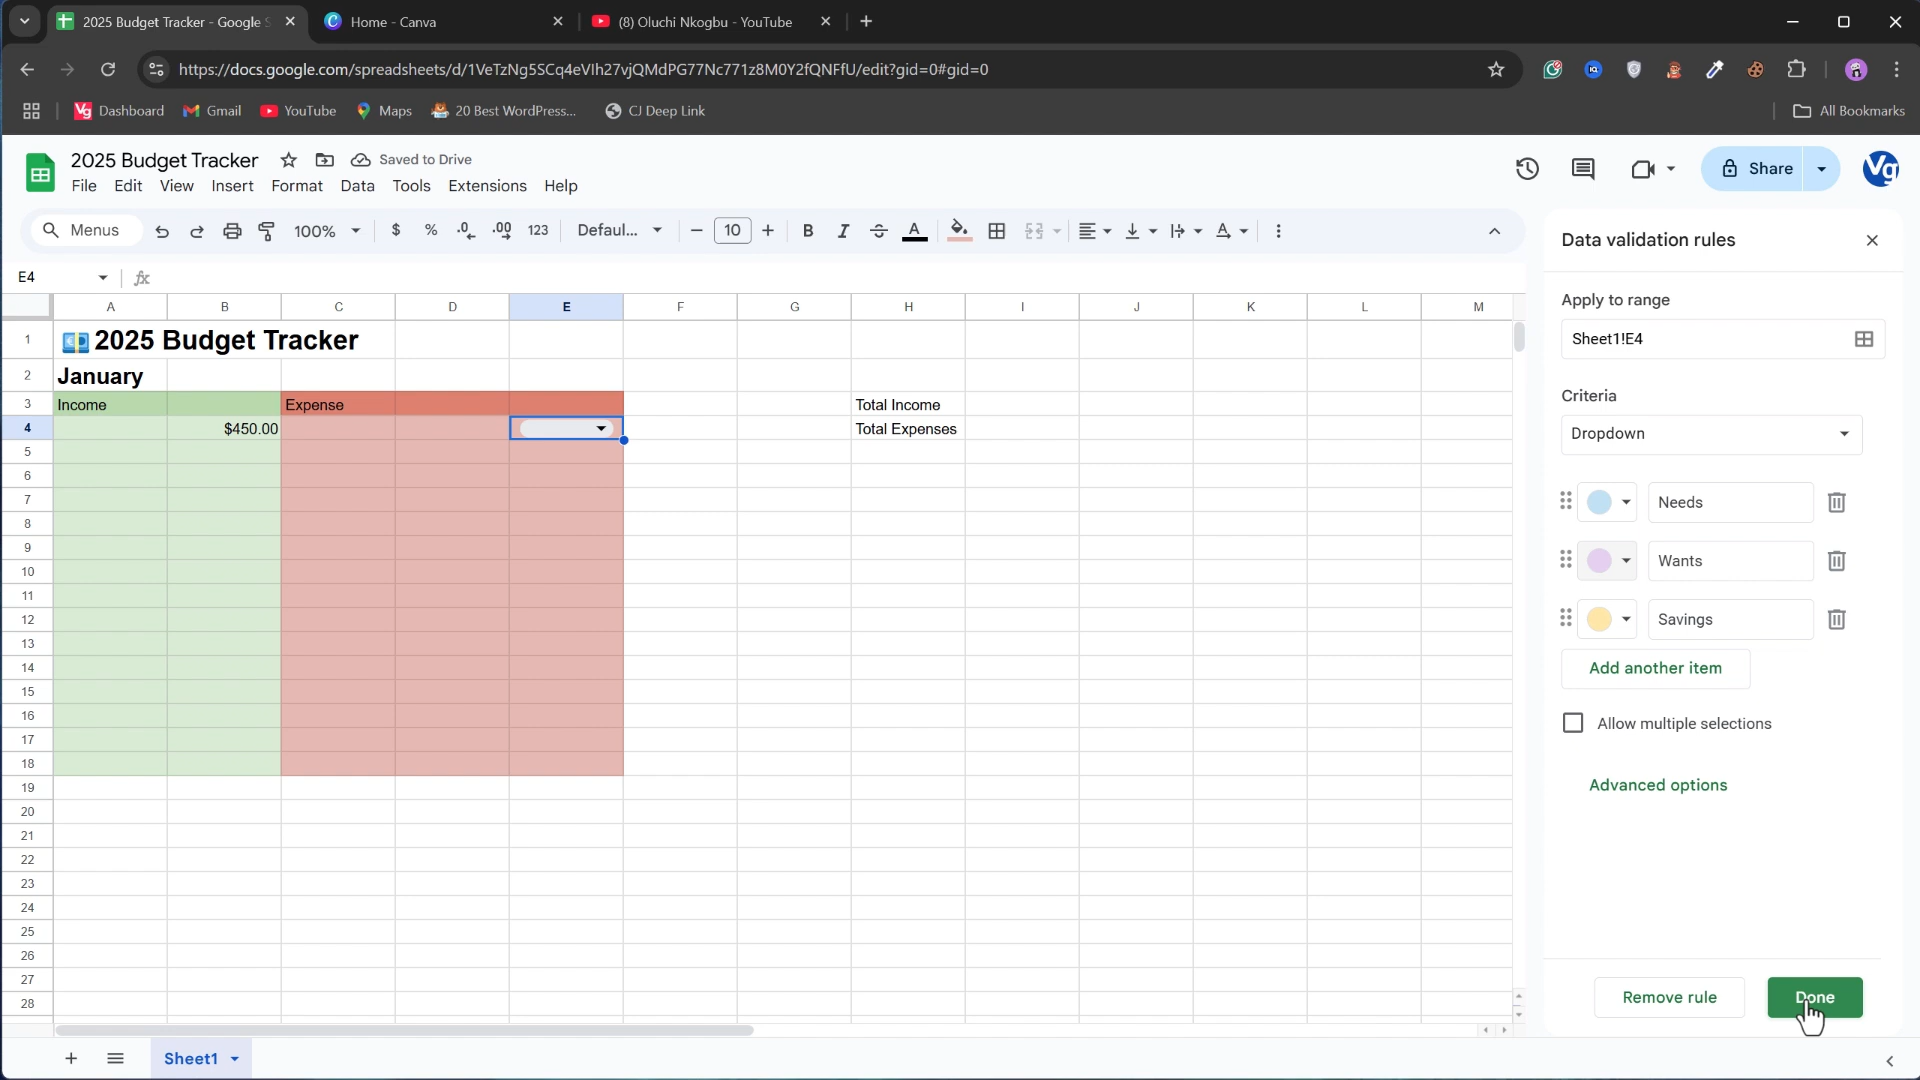 2025 Budget Tracker - Google S
Home - Canva
(8) Oluchi Nkogbu - YouTube
https://docs.google.com/spreadsheets/d/1VeTzNg5SCq4eVIh27vjQMdPG77Nc771z8M0Y2fQNFfU/edit?gid=0#gid=0
Vg Dashboard Gmail YouTube Maps 20 Best WordPress... CJ Deep Link All Bookmarks
2025 Budget Tracker Saved to Drive
File Edit View Insert Format Data Tools Extensions Help
Share
Vg
Menus 100% $ % .0 .00 123 Defaul... 10 B I S A A
E4 fx
A B C D E F G H I J K L M
1 2025 Budget Tracker
2 January
3 Income Expense Total Income
4 $450.00 Total Expenses
5
6
7
8
9
10
11
12
13
14
15
16
17
18
19
20
21
22
23
24
25
26
27
28
Sheet1
Data validation rules
Apply to range
Sheet1!E4
Criteria
Dropdown
Needs
Wants
Savings
Add another item
Allow multiple selections
Advanced options
Remove rule Done